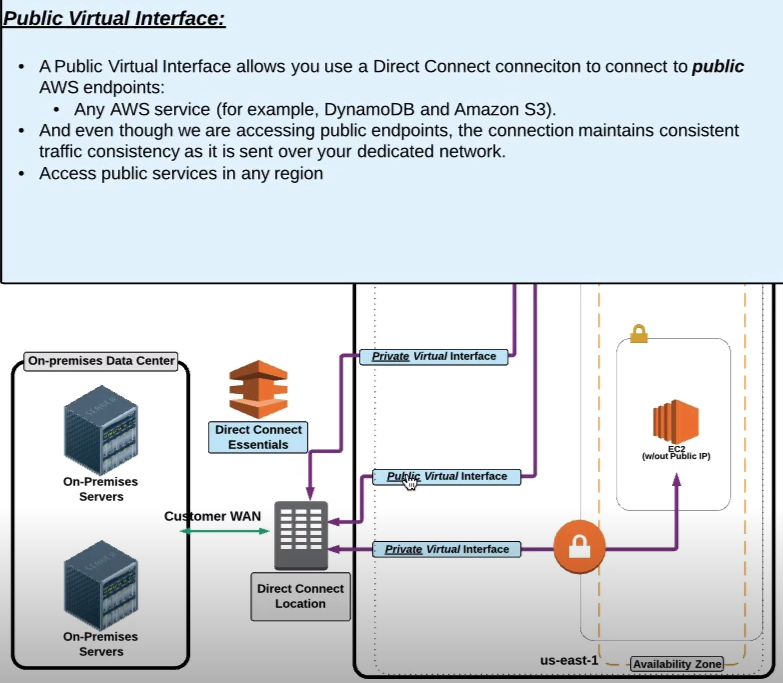 Public Virtual Interface:
• A Public Virtual Interface allows you use a Direct Connect conneciton to connect to public
AWS endpoints:
• Any AWS service (for example, DynamoDB and Amazon S3).
• And even though we are accessing public endpoints, the connection maintains consistent
traffic consistency as it is sent over your dedicated network.
• Access public services in any region
Private Virtual Interface
On-premises Data Center
Direct Connect
Essentials
EC2
(w/out Public IP)
On-Premises
Servers
Public Virtual Interface
Customer WAN
Private Virtual Interface
Direct Connect
Location
On-Premises
Servers
us-east-1
Availability Zone